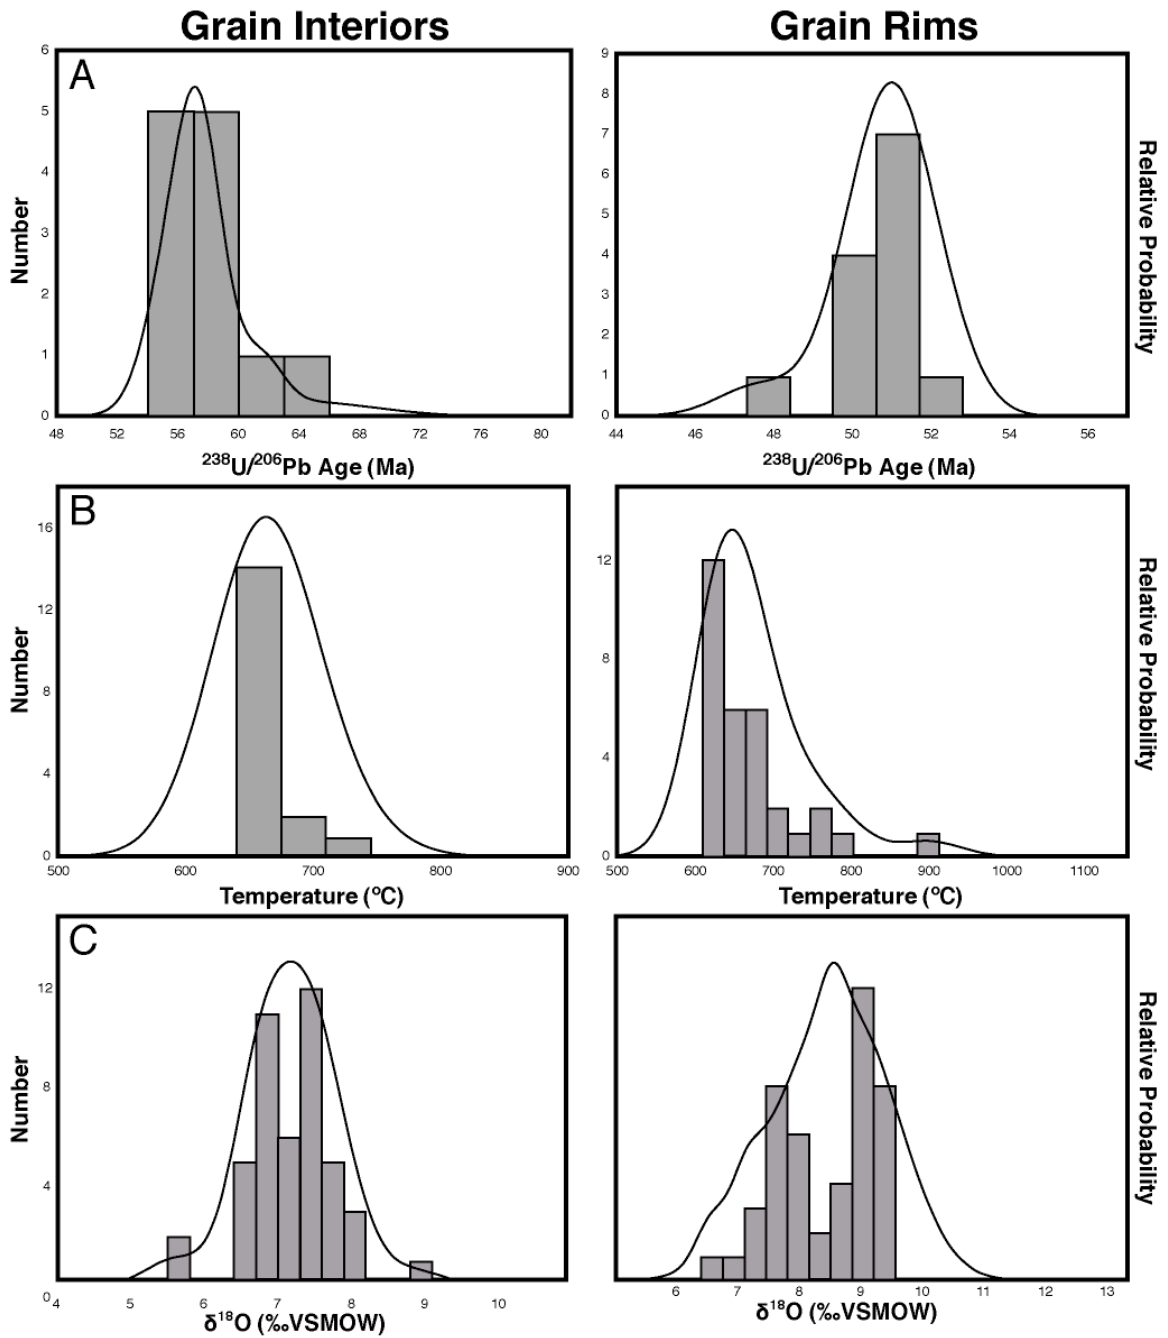 Grain Interiors Grain Rims
A
6 5 4 3 2 1 0
Number
48 52 56 60 64 68 72 76 80
²³⁸U/²⁰⁶Pb Age (Ma)
9 8 7 6 5 4 3 2 1 0
44 46 48 50 52 54 56
²³⁸U/²⁰⁶Pb Age (Ma)
Relative Probability
B
16 12 8 4 0
Number
500 600 700 800 900
Temperature (ºC)
12 8 4 0
500 600 700 800 900 1000 1100
Temperature (ºC)
Relative Probability
C
12 8 4 0
Number
4 5 6 7 8 9 10
δ¹⁸O (‰VSMOW)
6 7 8 9 10 11 12 13
δ¹⁸O (‰VSMOW)
Relative Probability